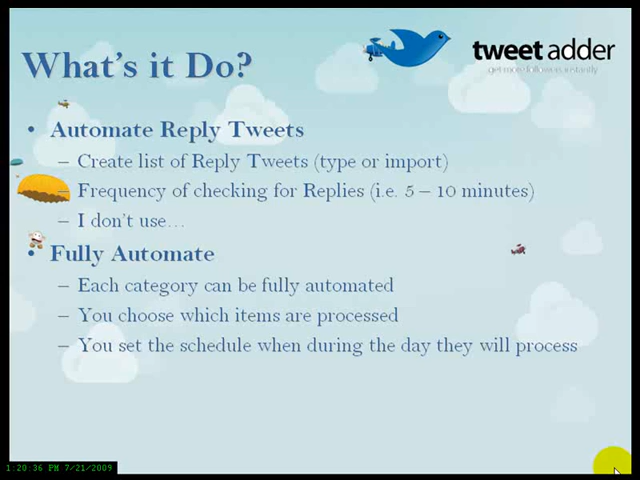 What's it Do?
tweet adder
get more followers instantly
• Automate Reply Tweets
– Create list of Reply Tweets (type or import)
– Frequency of checking for Replies (i.e. 5 – 10 minutes)
– I don't use...
• Fully Automate
– Each category can be fully automated
– You choose which items are processed
– You set the schedule when during the day they will process
1:20:36 PM 7/21/2009